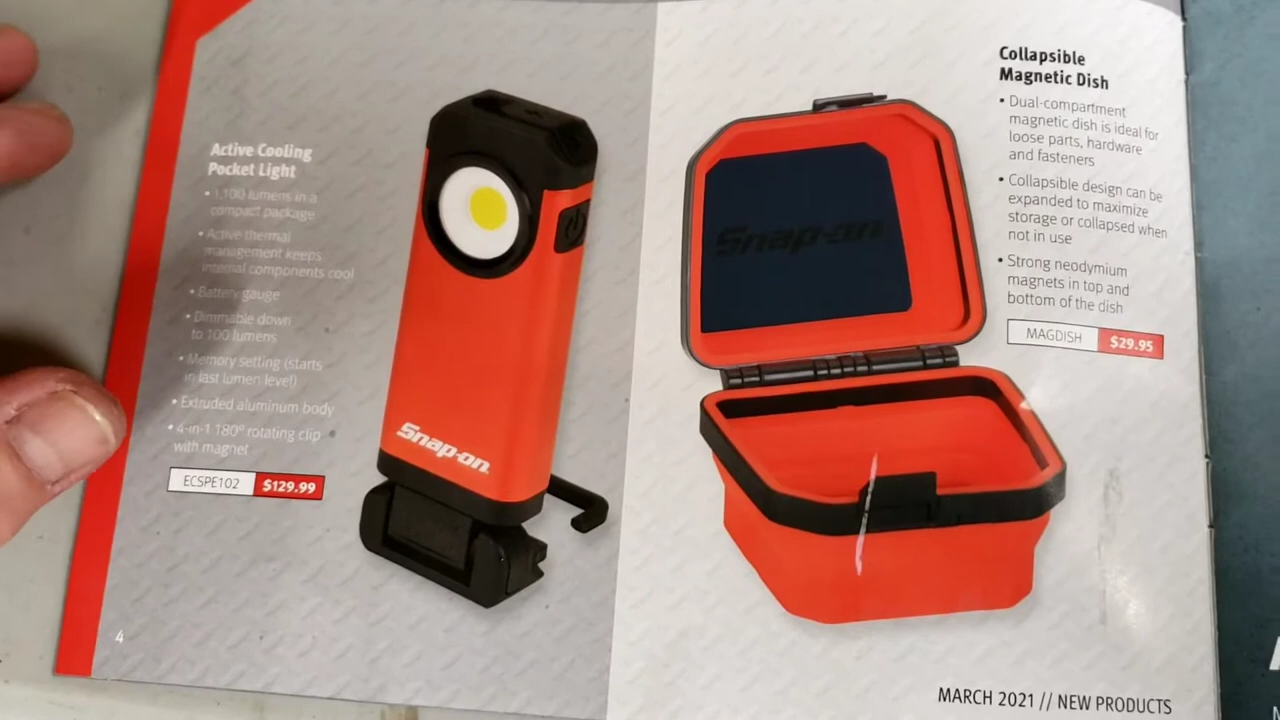 Active Cooling
Pocket Light
• 1,100 lumens in a
compact package
• Active thermal
management keeps
internal components cool
• Battery gauge
• Dimmable down
to 100 lumens
• Memory setting (starts
in last lumen level)
• Extruded aluminum body
• 4-in-1 180° rotating clip
with magnet
ECSPE102 $129.99
4
Snap-on
Snap-on
Collapsible
Magnetic Dish
• Dual-compartment
magnetic dish is ideal for
loose parts, hardware
and fasteners
• Collapsible design can be
expanded to maximize
storage or collapsed when
not in use
• Strong neodymium
magnets in top and
bottom of the dish
MAGDISH $29.95
MARCH 2021 // NEW PRODUCTS